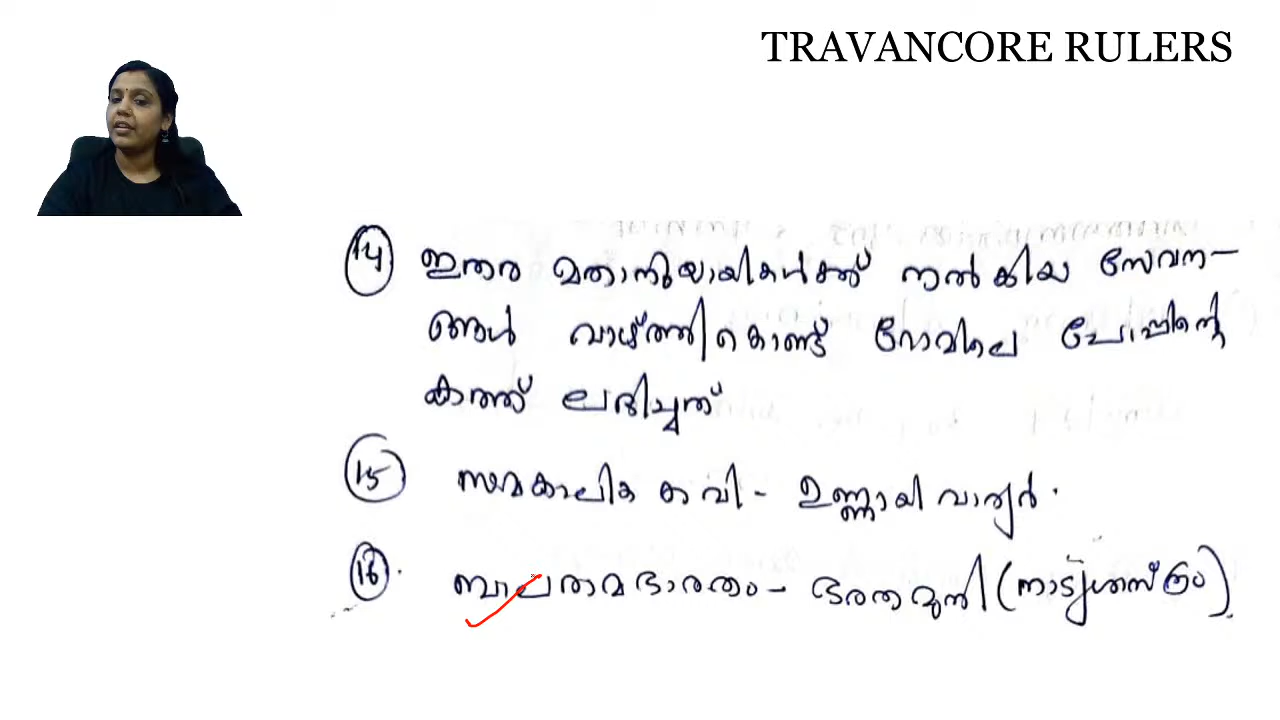 TRAVANCORE RULERS
14 ഇതര മതാനുയായികൾക്ക് നൽകിയ സേവന-
ങ്ങൾ വാഴ്ത്തികൊണ്ട് റോമിലെ പോപ്പിന്റെ
കത്ത് ലഭിച്ചത്
15 സമകാലിക കവി - ഉണ്ണായി വാര്യർ.
16. ബാലരാമഭാരതം - ഭരതമുനി (നാട്യശാസ്ത്രം)